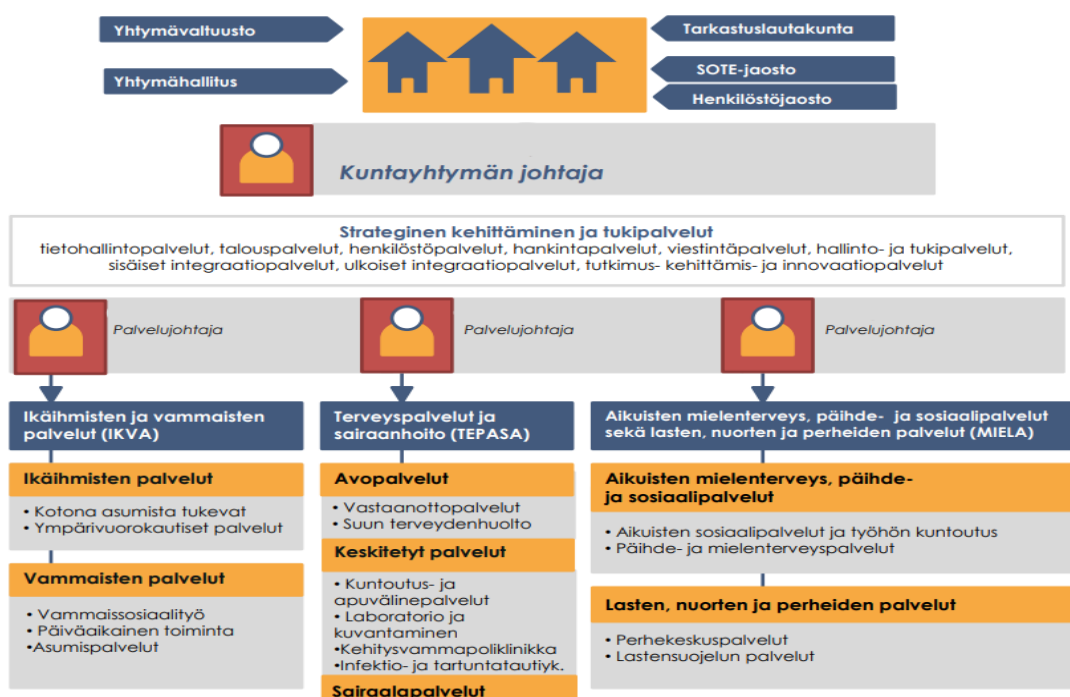 Yhtymävaltuusto
Yhtymähallitus
Tarkastuslautakunta
SOTE-jaosto
Henkilöstöjaosto
Kuntayhtymän johtaja
Strateginen kehittäminen ja tukipalvelut
tietohallintopalvelut, talouspalvelut, henkilöstöpalvelut, hankintapalvelut, viestintäpalvelut, hallinto- ja tukipalvelut,
sisäiset integraatiopalvelut, ulkoiset integraatiopalvelut, tutkimus- kehittämis- ja innovaatiopalvelut
Palvelujohtaja
Palvelujohtaja
Palvelujohtaja
Ikäihmisten ja vammaisten
palvelut (IKVA)
Ikäihmisten palvelut
• Kotona asumista tukevat
• Ympärivuorokautiset palvelut
Vammaisten palvelut
• Vammaissosiaalityö
• Päiväaikainen toiminta
•Asumispalvelut
Terveyspalvelut ja
sairaanhoito (TEPASA)
Avopalvelut
• Vastaanottopalvelut
• Suun terveydenhuolto
Keskitetyt palvelut
• Kuntoutus- ja
apuvälinepalvelut
• Laboratorio ja
kuvantaminen
•Kehitysvammapoliklinikka
•Infektio- ja tartuntatautiyk.
Sairaalapalvelut
Aikuisten mielenterveys, päihde- ja sosiaalipalvelut
sekä lasten, nuorten ja perheiden palvelut (MIELA)
Aikuisten mielenterveys, päihde-
ja sosiaalipalvelut
• Aikuisten sosiaalipalvelut ja työhön kuntoutus
• Päihde- ja mielenterveyspalvelut
Lasten, nuorten ja perheiden palvelut
• Perhekeskuspalvelut
• Lastensuojelun palvelut